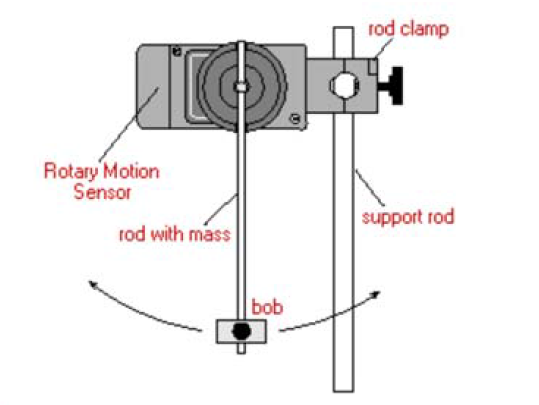 rod clamp
Rotary Motion
Sensor
rod with mass
support rod
bob